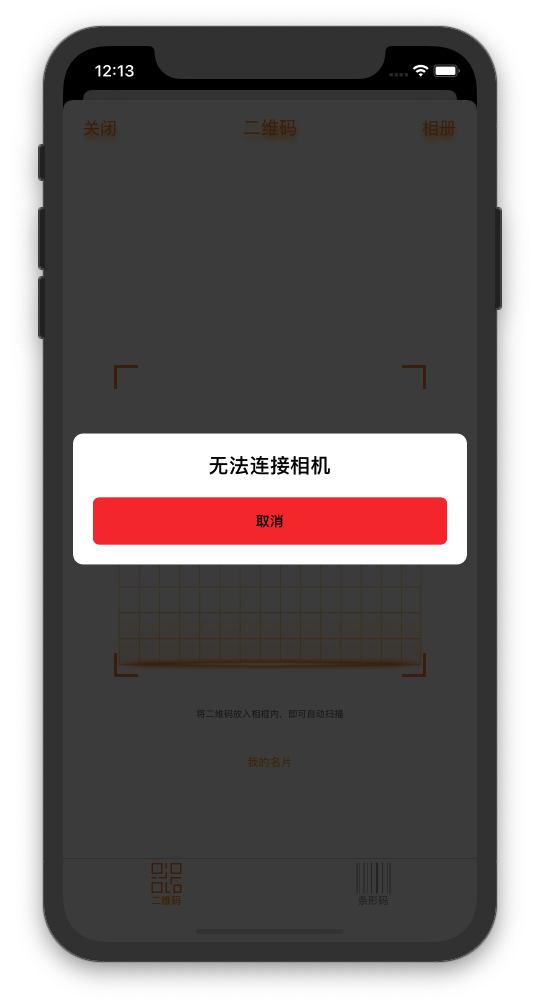 12:13
关闭
二维码
相册
无法连接相机
取消
将二维码放入相框内，即可自动扫描
我的名片
二维码
条形码